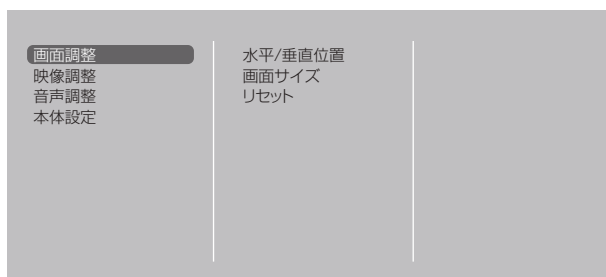 画面調整
映像調整
音声調整
本体設定
水平/垂直位置
画面サイズ
リセット